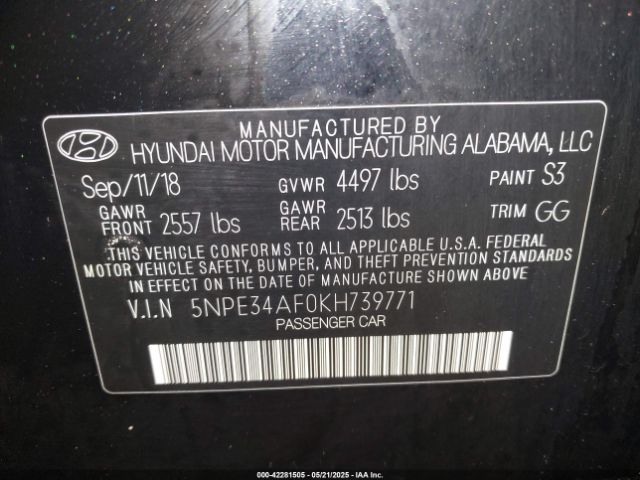 MANUFACTURED BY
HYUNDAI MOTOR MANUFACTURING ALABAMA, LLC
Sep/11/18 GVWR 4497 lbs PAINT S3
GAWR FRONT 2557 lbs GAWR REAR 2513 lbs TRIM GG
THIS VEHICLE CONFORMS TO ALL APPLICABLE U.S.A. FEDERAL
MOTOR VEHICLE SAFETY, BUMPER, AND THEFT PREVENTION STANDARDS
IN EFFECT ON THE DATE OF MANUFACTURE SHOWN ABOVE.
V.I.N 5NPE34AF0KH739771
PASSENGER CAR
000-42281505 - 05/21/2025 - IAA Inc.